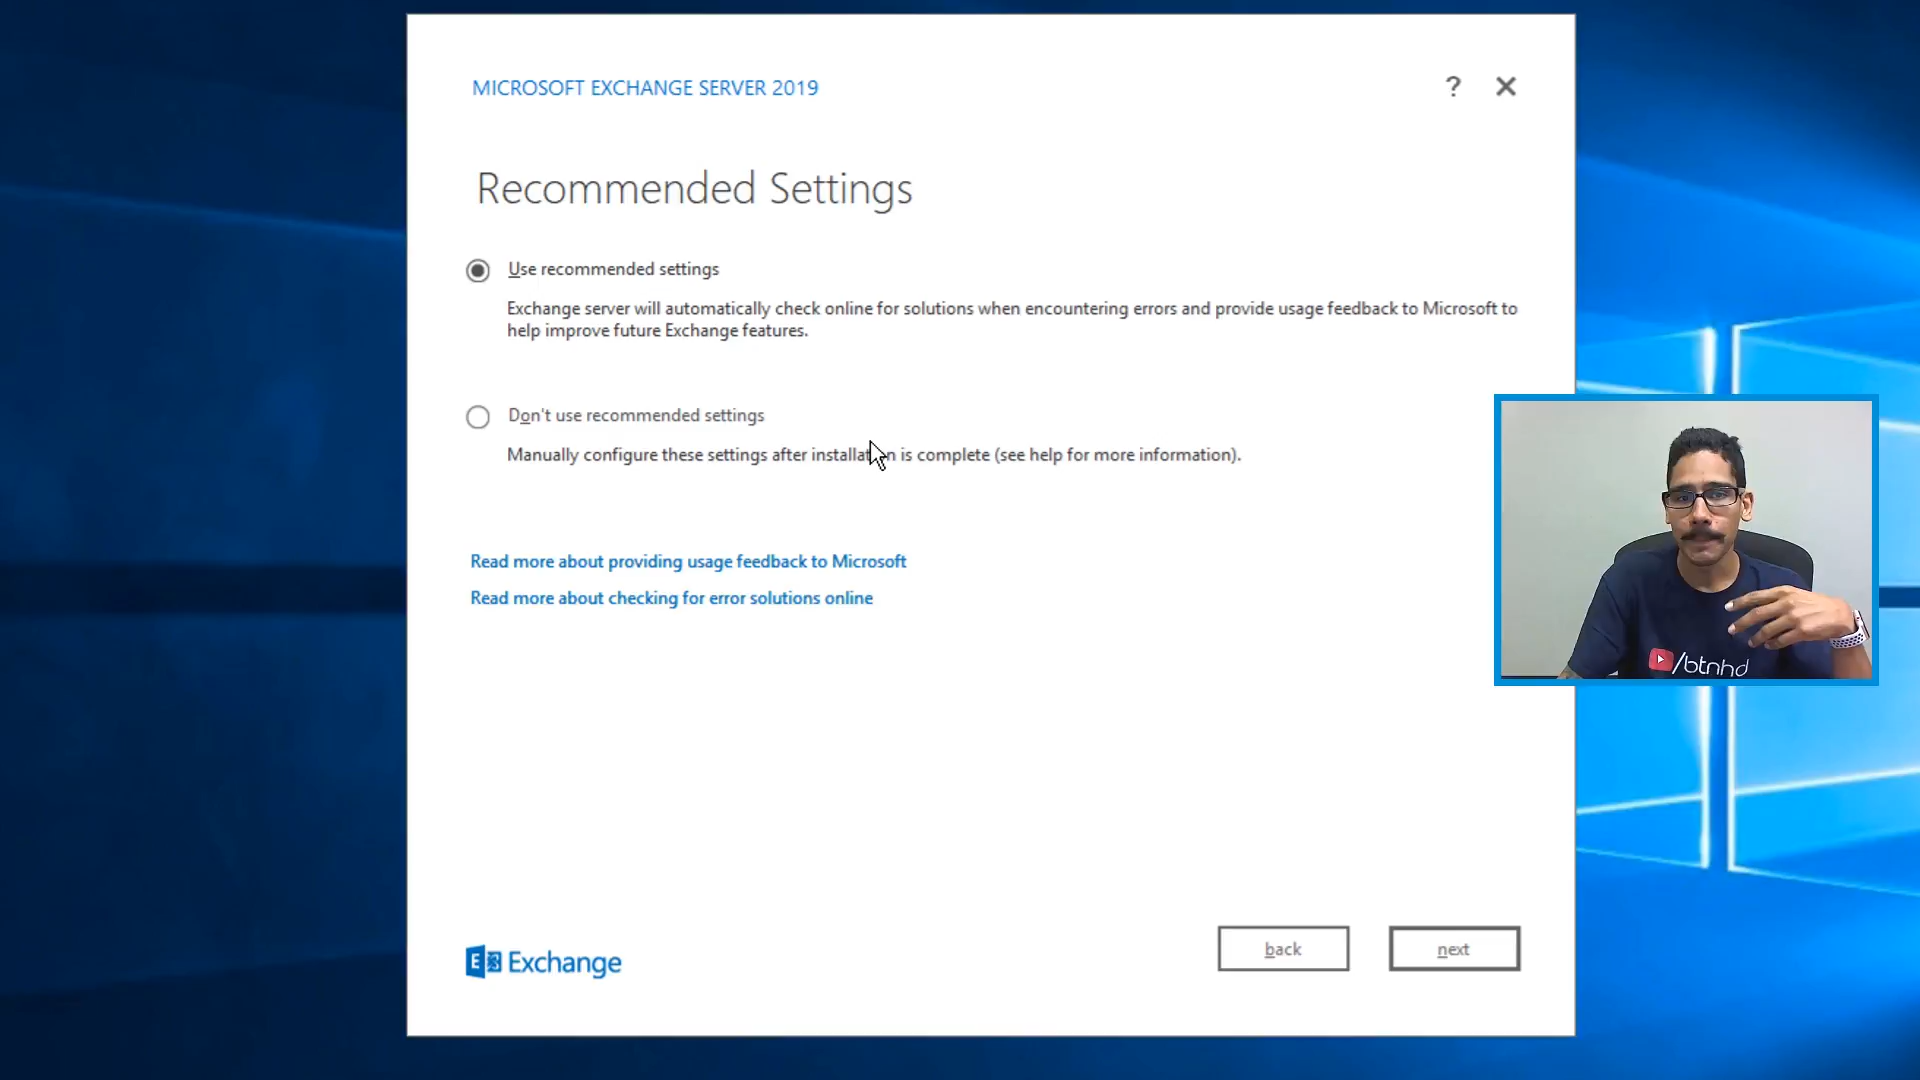 MICROSOFT EXCHANGE SERVER 2019
?
Recommended Settings
Use recommended settings
Exchange server will automatically check online for solutions when encountering errors and provide usage feedback to Microsoft to
help improve future Exchange features.
Don't use recommended settings
Manually configure these settings after installation is complete (see help for more information).
Read more about providing usage feedback to Microsoft
Read more about checking for error solutions online
/btnhd
E Exchange
back
next